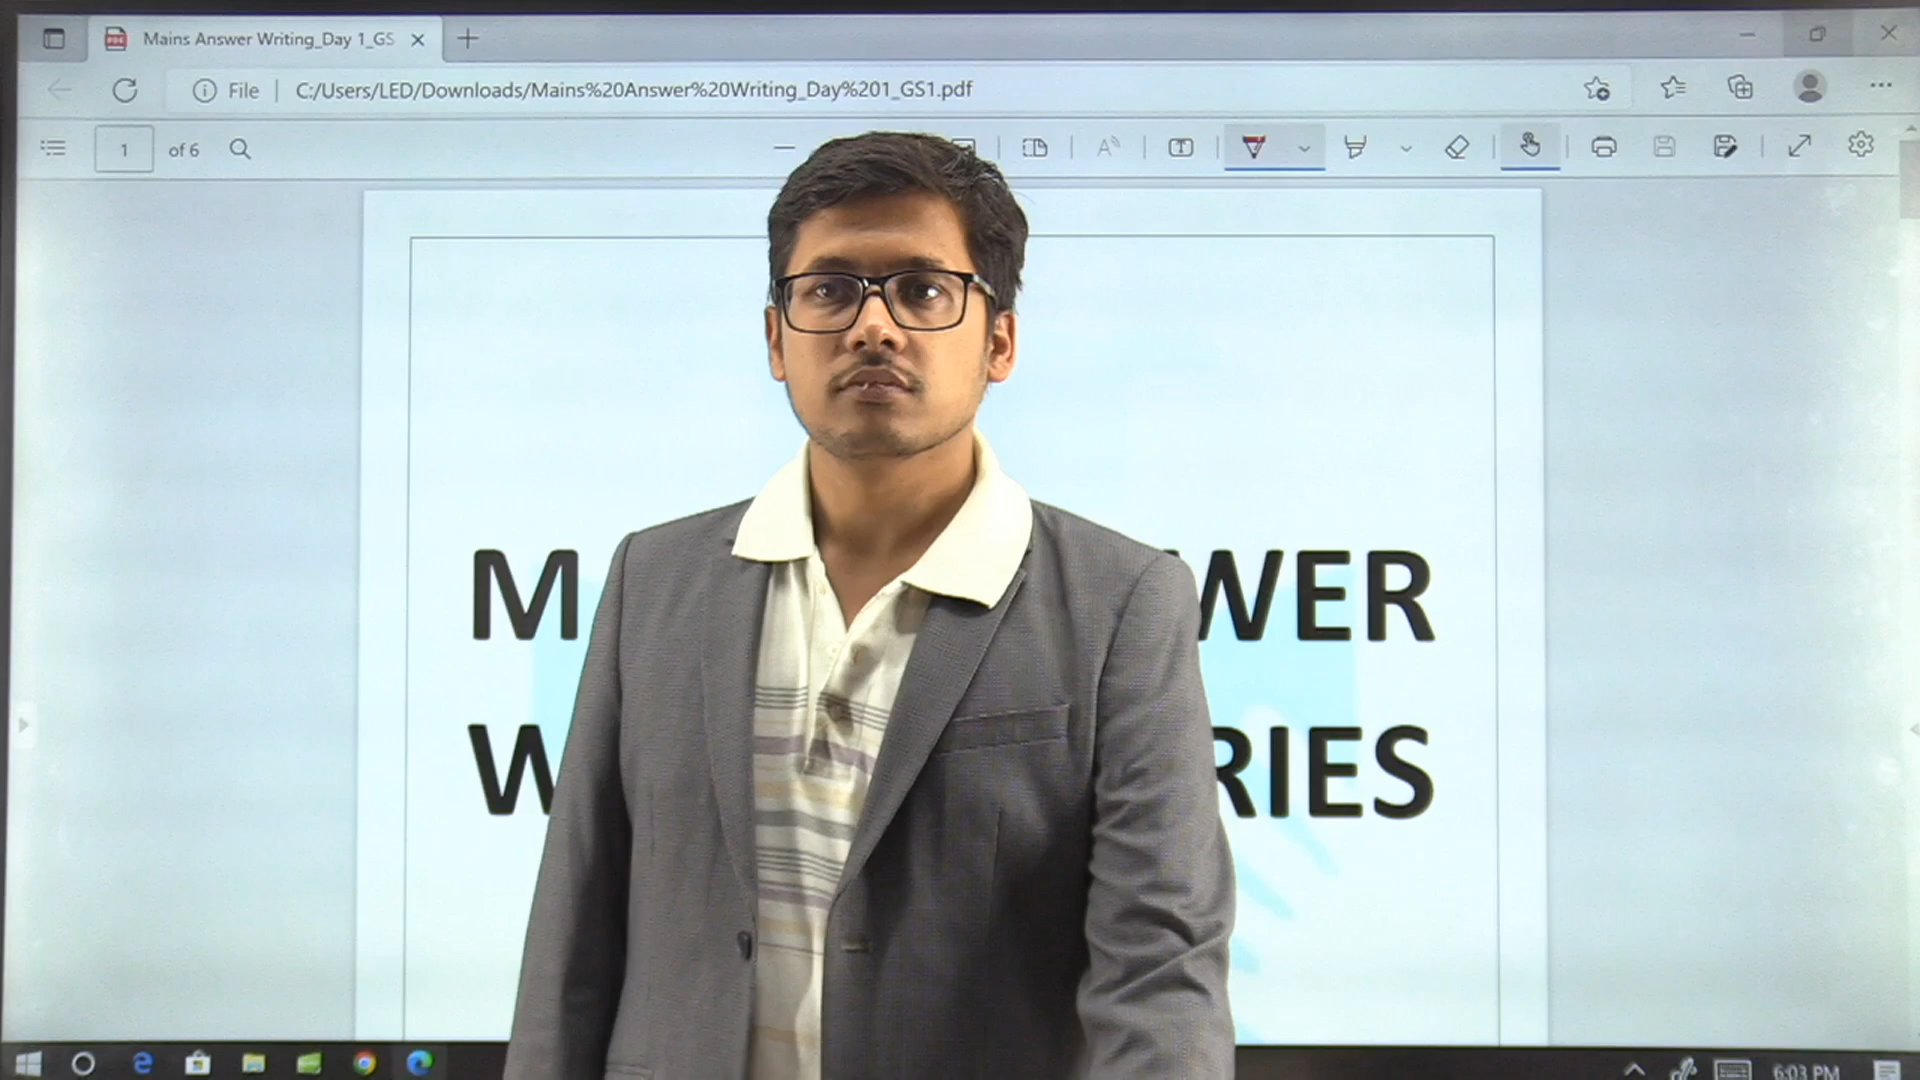 Mains Answer Writing_Day 1_GS
File
C:/Users/LED/Downloads/Mains%20Answer%20Writing_Day%201_GS1.pdf
1 of 6
M WER
W RIES
6:03 PM